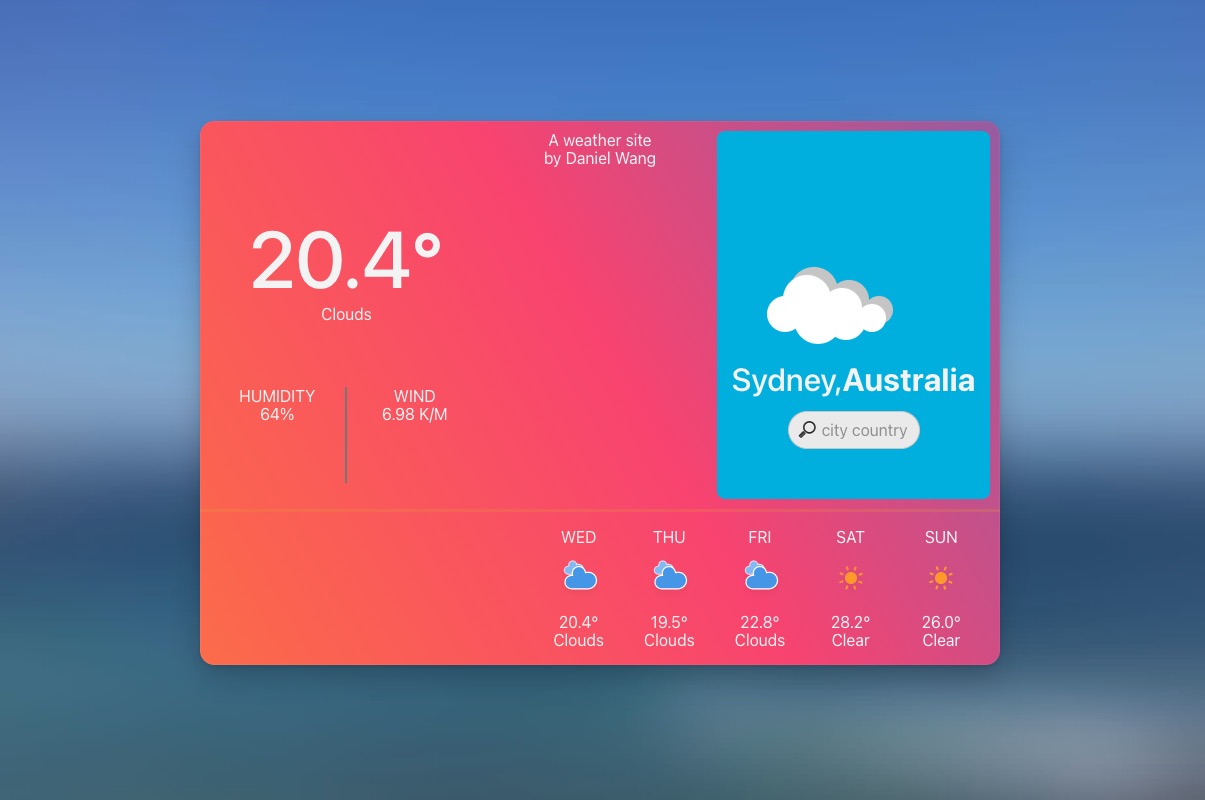 A weather site
by Daniel Wang
20.4°
Clouds
HUMIDITY
64%
WIND
6.98 K/M
Sydney,Australia
city country
WED
THU
FRI
SAT
SUN
20.4°
19.5°
22.8°
28.2°
26.0°
Clouds
Clouds
Clouds
Clear
Clear